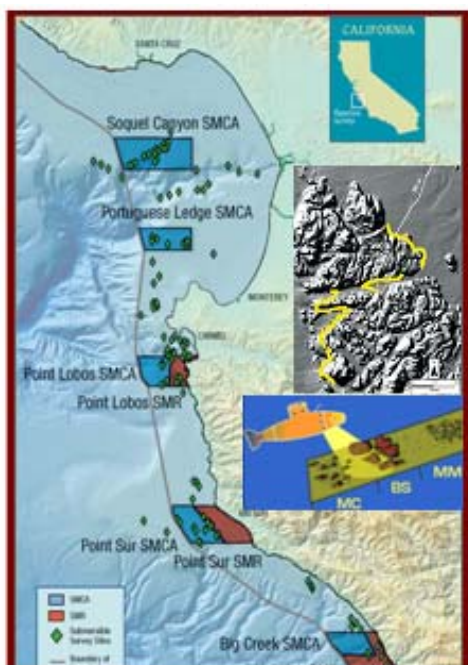 SANTA CRUZ
CALIFORNIA
Soquel Canyon SMCA
Portuguese Ledge SMCA
MONTEREY
CARMEL
Point Lobos SMCA
Point Lobos SMR
MM
BS
MC
Point Sur SMCA
Point Sur SMR
Big Creek SMCA
SMCA
SMR
Submersible
Survey Sites
Boundary of